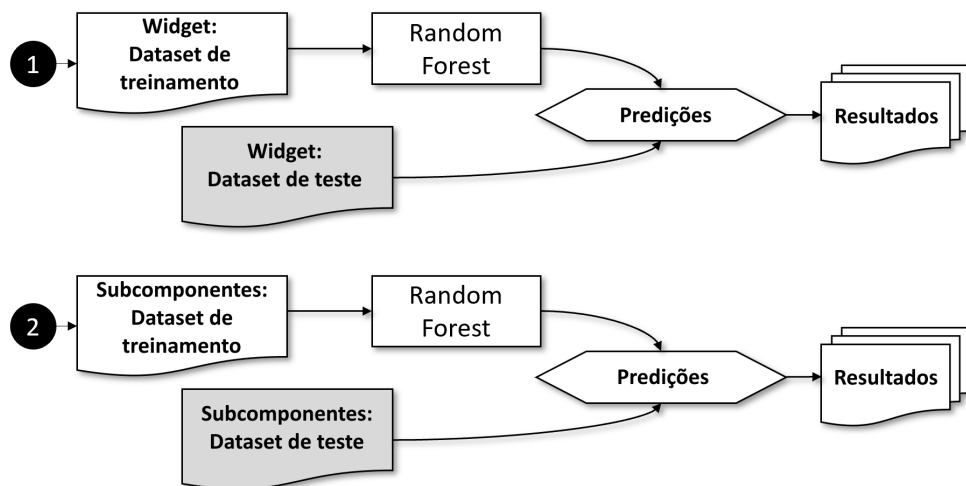 1
Widget:
Dataset de
treinamento
Random
Forest
Predições
Resultados
Widget:
Dataset de teste
2
Subcomponentes:
Dataset de
treinamento
Random
Forest
Predições
Resultados
Subcomponentes:
Dataset de teste